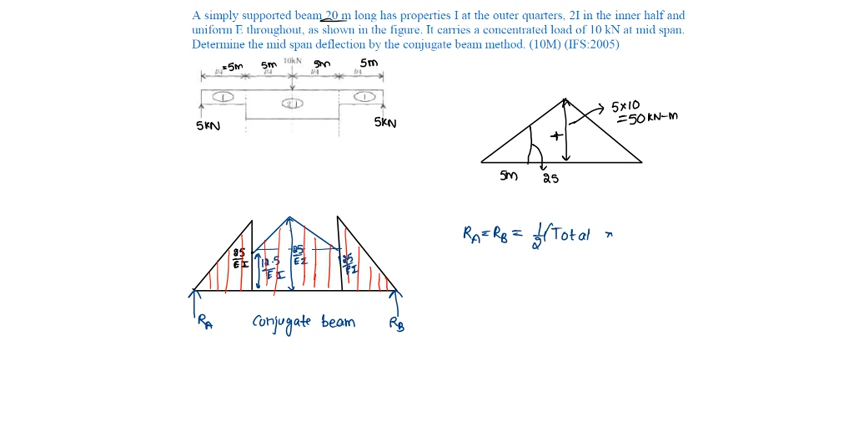 A simply supported beam 20 m long has properties I at the outer quarters, 2I in the inner half and
uniform E throughout, as shown in the figure. It carries a concentrated load of 10 kN at mid span.
Determine the mid span deflection by the conjugate beam method. (10M) (IFS:2005)
=5m 5m 10kN 5m 5m
l/4 l/4 l/4 l/4
I 2I I
5KN 5KN
5×10
=50KN-m
+
5m 25
25/EI 12.5/EI 25/EI 25/EI
RA RB
Conjugate beam
RA=RB= 1/2(Total